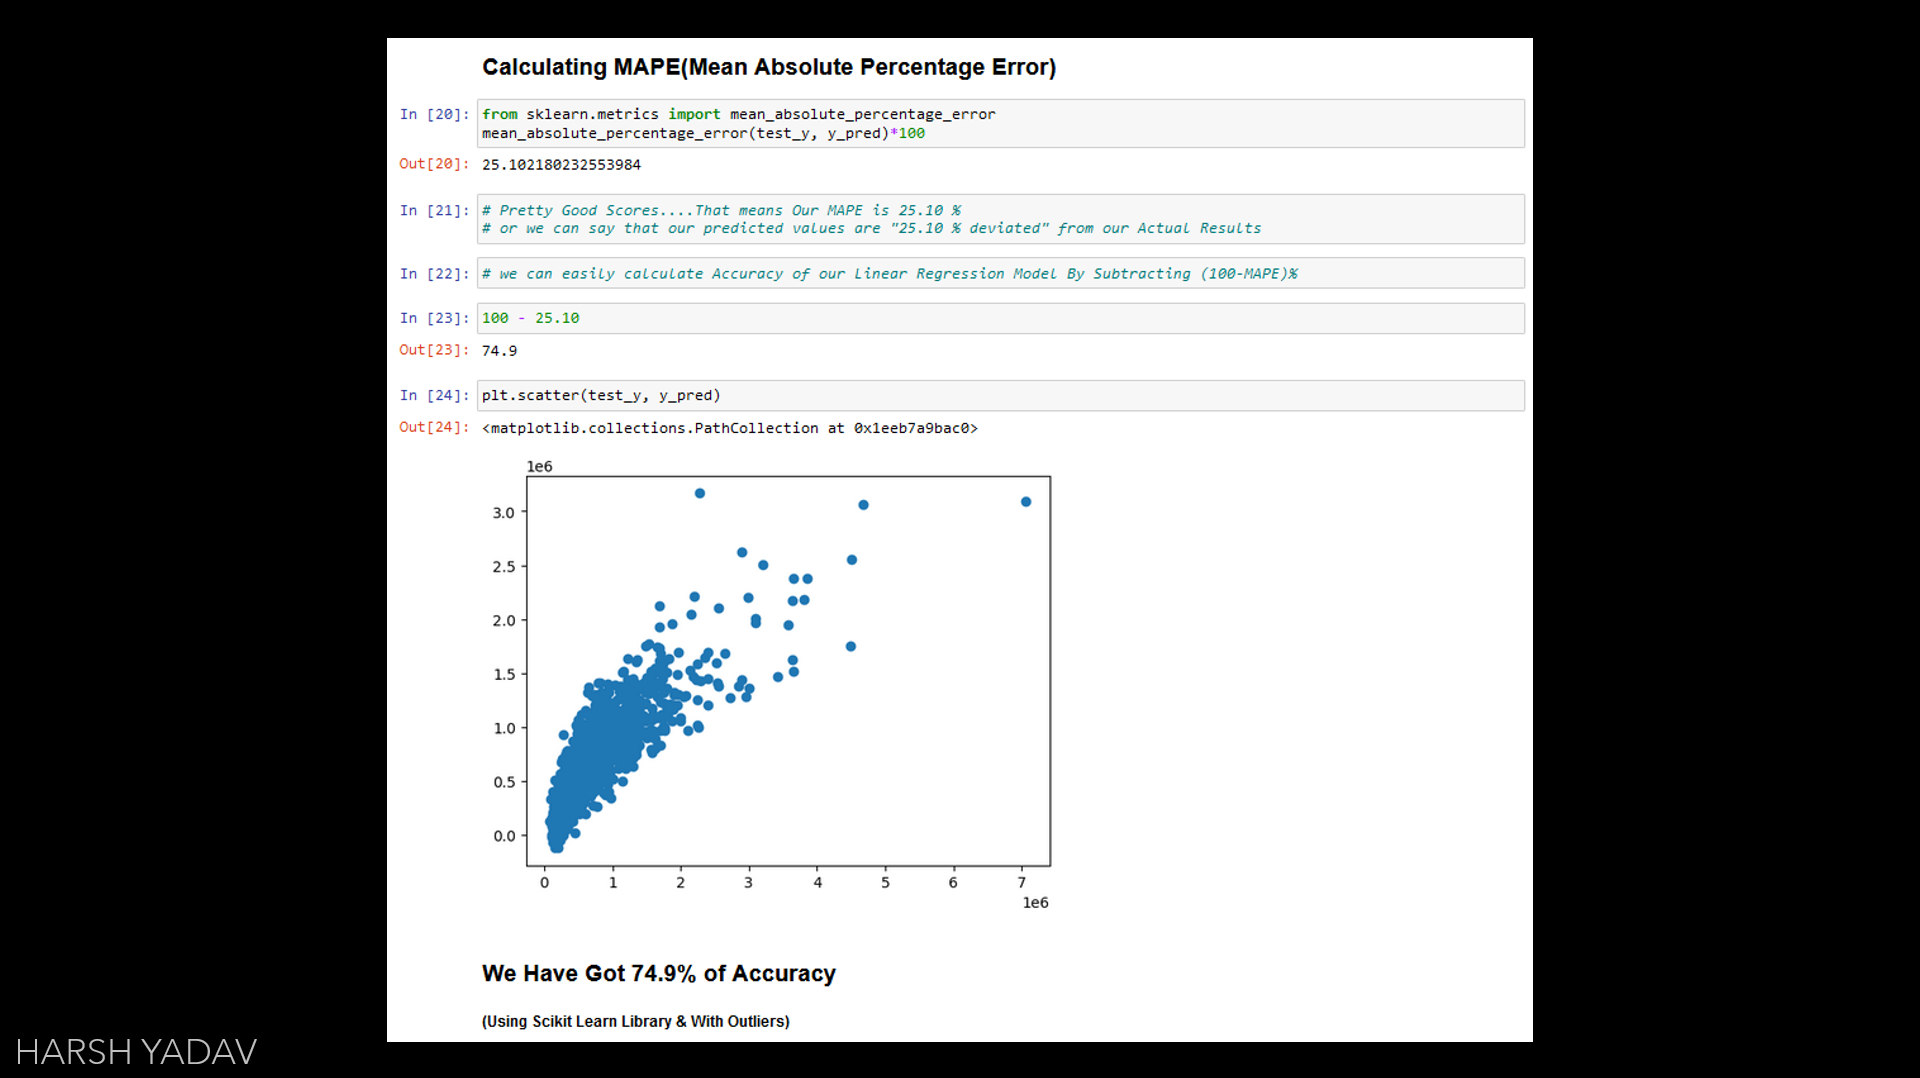 Calculating MAPE(Mean Absolute Percentage Error)
In [20]: from sklearn.metrics import mean_absolute_percentage_error
mean_absolute_percentage_error(test_y, y_pred)*100
Out[20]: 25.102180232553984
In [21]: # Pretty Good Scores....That means Our MAPE is 25.10 %
# or we can say that our predicted values are "25.10 % deviated" from our Actual Results
In [22]: # we can easily calculate Accuracy of our Linear Regression Model By Subtracting (100-MAPE)%
In [23]: 100 - 25.10
Out[23]: 74.9
In [24]: plt.scatter(test_y, y_pred)
Out[24]: <matplotlib.collections.PathCollection at 0x1eeb7a9bac0>
1e6
3.0
2.5
2.0
1.5
1.0
0.5
0.0
0 1 2 3 4 5 6 7
1e6
We Have Got 74.9% of Accuracy
(Using Scikit Learn Library & With Outliers)
HARSH YADAV